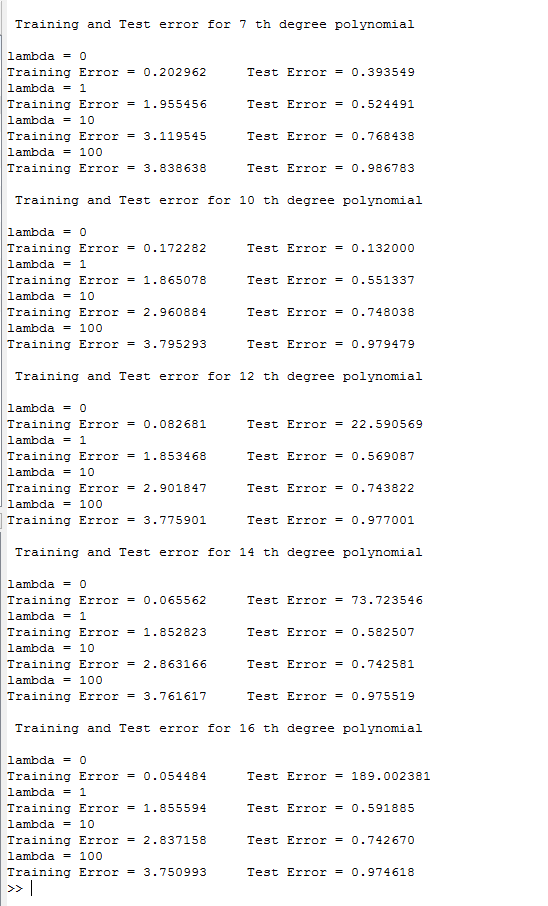 Training and Test error for 7 th degree polynomial
lambda = 0
Training Error = 0.202962 Test Error = 0.393549
lambda = 1
Training Error = 1.955456 Test Error = 0.524491
lambda = 10
Training Error = 3.119545 Test Error = 0.768438
lambda = 100
Training Error = 3.838638 Test Error = 0.986783
Training and Test error for 10 th degree polynomial
lambda = 0
Training Error = 0.172282 Test Error = 0.132000
lambda = 1
Training Error = 1.865078 Test Error = 0.551337
lambda = 10
Training Error = 2.960884 Test Error = 0.748038
lambda = 100
Training Error = 3.795293 Test Error = 0.979479
Training and Test error for 12 th degree polynomial
lambda = 0
Training Error = 0.082681 Test Error = 22.590569
lambda = 1
Training Error = 1.853468 Test Error = 0.569087
lambda = 10
Training Error = 2.901847 Test Error = 0.743822
lambda = 100
Training Error = 3.775901 Test Error = 0.977001
Training and Test error for 14 th degree polynomial
lambda = 0
Training Error = 0.065562 Test Error = 73.723546
lambda = 1
Training Error = 1.852823 Test Error = 0.582507
lambda = 10
Training Error = 2.863166 Test Error = 0.742581
lambda = 100
Training Error = 3.761617 Test Error = 0.975519
Training and Test error for 16 th degree polynomial
lambda = 0
Training Error = 0.054484 Test Error = 189.002381
lambda = 1
Training Error = 1.855594 Test Error = 0.591885
lambda = 10
Training Error = 2.837158 Test Error = 0.742670
lambda = 100
Training Error = 3.750993 Test Error = 0.974618
>>